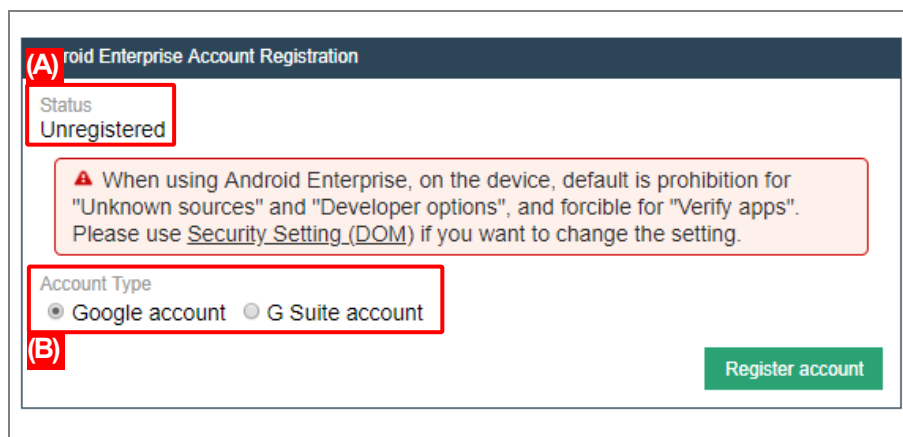 (A)
roid Enterprise Account Registration
Status
Unregistered
When using Android Enterprise, on the device, default is prohibition for
"Unknown sources" and "Developer options", and forcible for "Verify apps".
Please use Security Setting (DOM) if you want to change the setting.
Account Type
Google account G Suite account
(B)
Register account